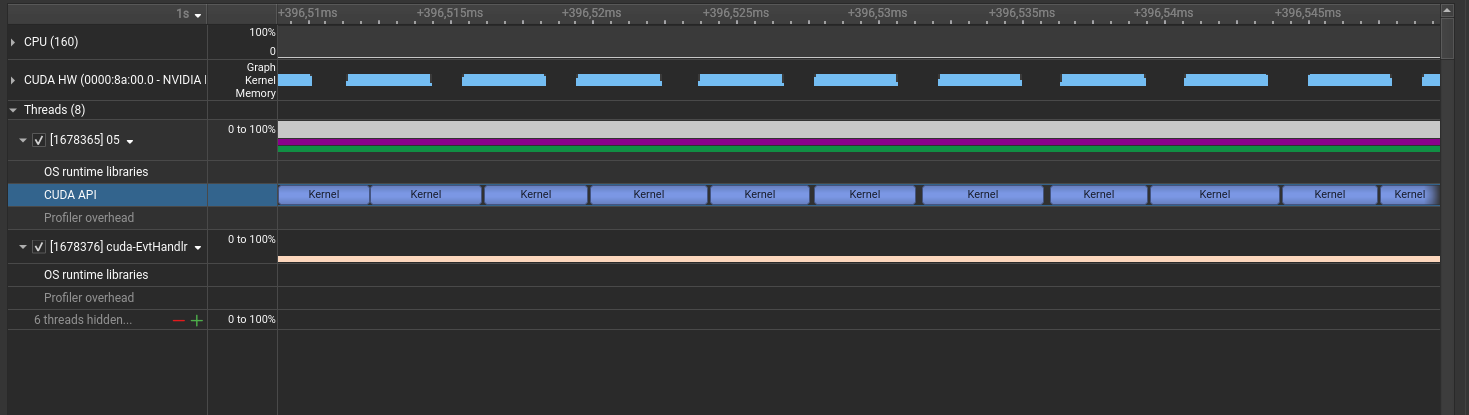 1s +396,51ms +396,515ms +396,52ms +396,525ms +396,53ms +396,535ms +396,54ms +396,545ms
CPU (160) 100%
0
CUDA HW (0000:8a:00.0 - NVIDIA Graph
Kernel
Memory
Threads (8)
[1678365] 05 0 to 100%
OS runtime libraries
CUDA API Kernel Kernel Kernel Kernel Kernel Kernel Kernel Kernel Kernel Kernel Kernel
Profiler overhead
[1678376] cuda-EvtHandlr 0 to 100%
OS runtime libraries
Profiler overhead
6 threads hidden... 0 to 100%